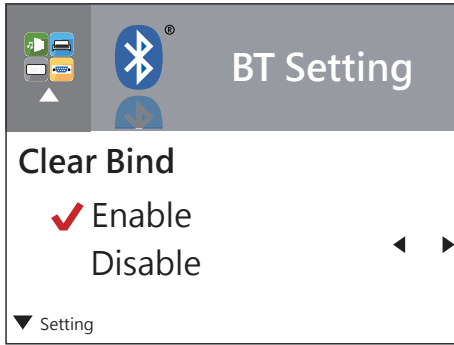 ®
BT Setting
Clear Bind
Enable
Disable
Setting